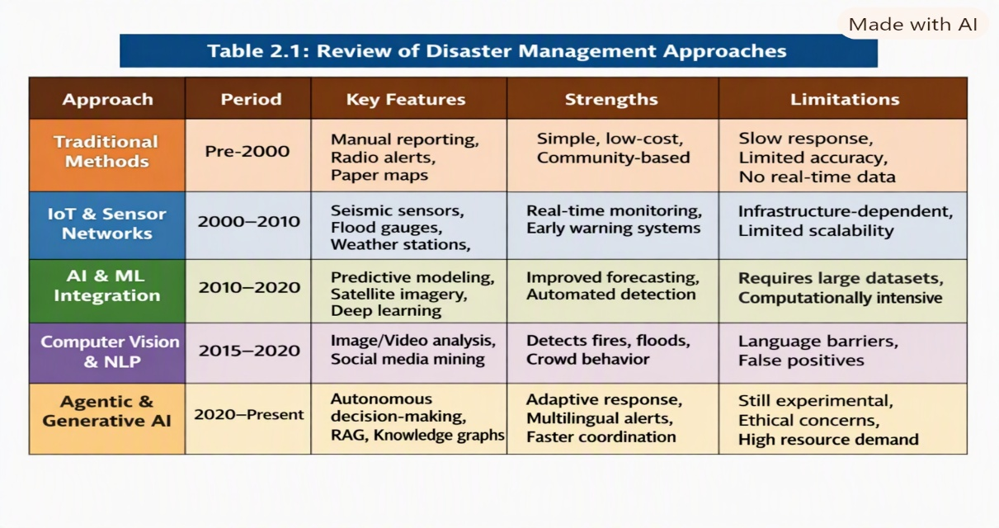 Made with AI
Table 2.1: Review of Disaster Management Approaches
Approach
Period
Key Features
Strengths
Limitations
Traditional
Methods
Pre-2000
Manual reporting,
Radio alerts,
Paper maps
Simple, low-cost,
Community-based
Slow response,
Limited accuracy,
No real-time data
IoT & Sensor
Networks
2000–2010
Seismic sensors,
Flood gauges,
Weather stations,
Real-time monitoring,
Early warning systems
Infrastructure-dependent,
Limited scalability
AI & ML
Integration
2010–2020
Predictive modeling,
Satellite imagery,
Deep learning
Improved forecasting,
Automated detection
Requires large datasets,
Computationally intensive
Computer Vision
& NLP
2015–2020
Image/Video analysis,
Social media mining
Detects fires, floods,
Crowd behavior
Language barriers,
False positives
Agentic &
Generative AI
2020–Present
Autonomous
decision-making,
RAG, Knowledge graphs
Adaptive response,
Multilingual alerts,
Faster coordination
Still experimental,
Ethical concerns,
High resource demand